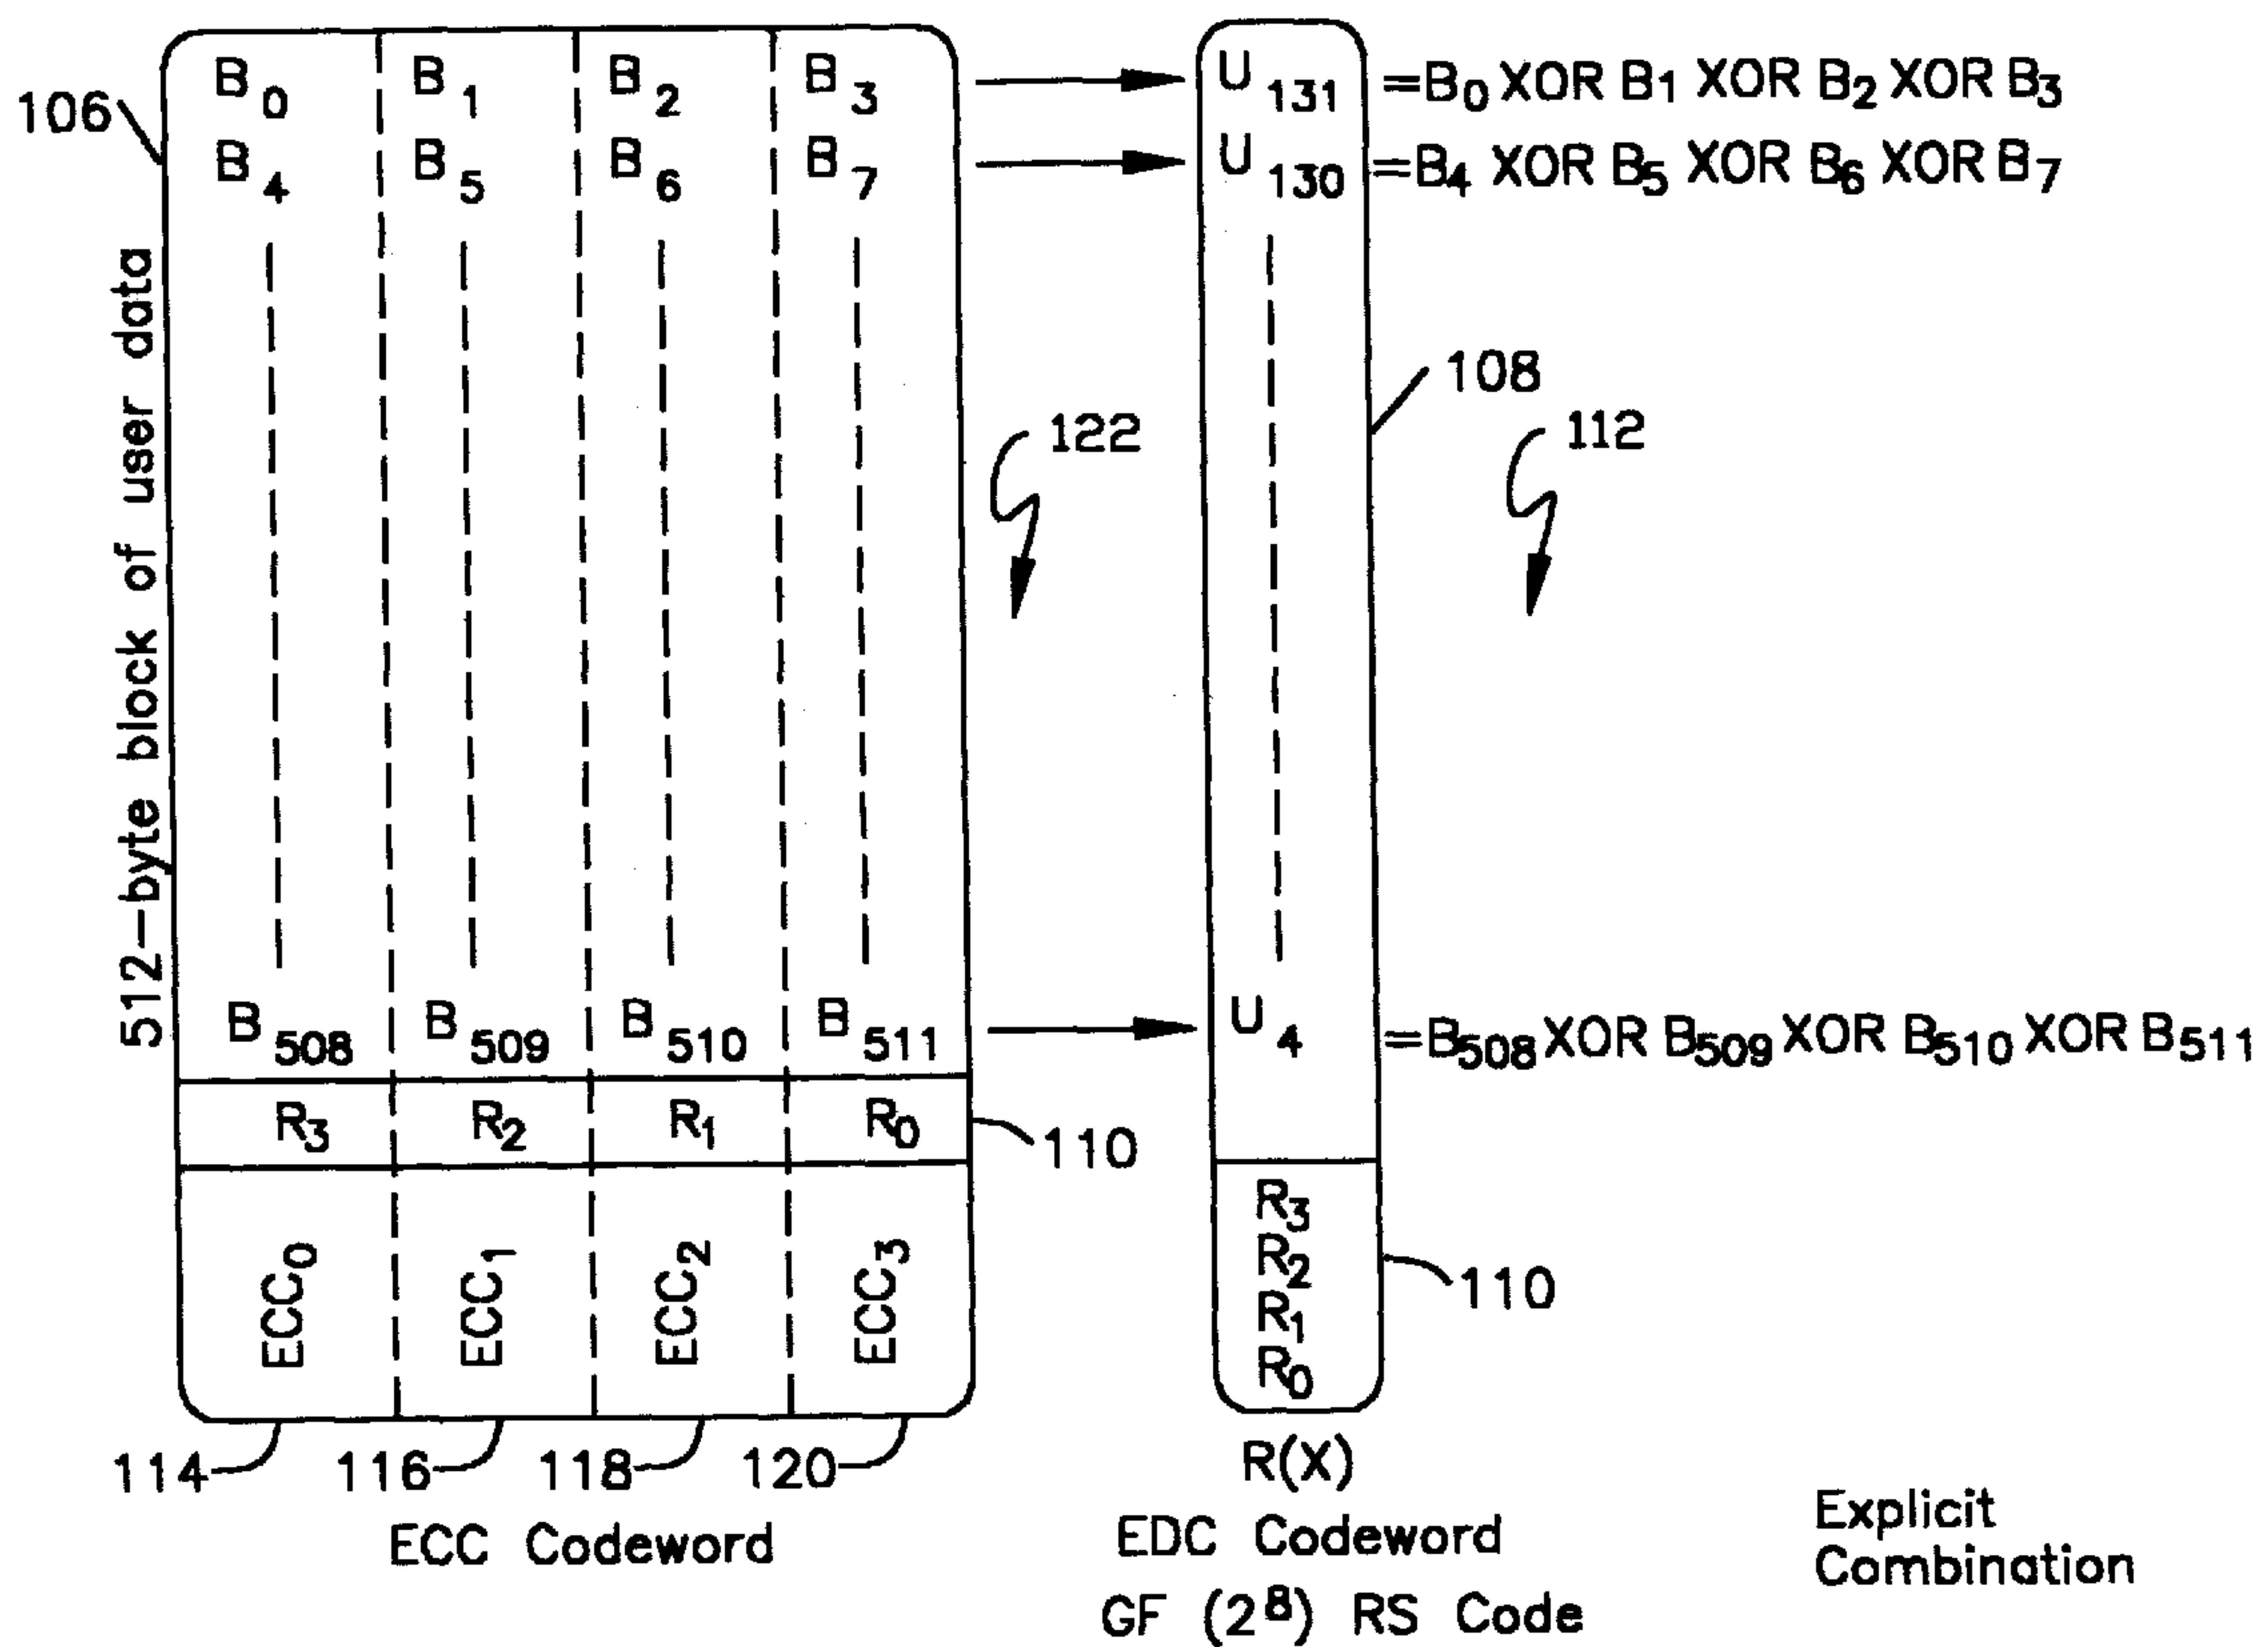 B0 B1 B2 B3 U131 =B0 XOR B1 XOR B2 XOR B3
106
B4 B5 B6 B7 U130 =B4 XOR B5 XOR B6 XOR B7
512-byte block of user data
108
122
112
B508 B509 B510 B511 U4 =B508 XOR B509 XOR B510 XOR B511
R3 R2 R1 R0
110
ECC0 ECC1 ECC2 ECC3
R3
R2
R1
R0
110
114 116 118 120
ECC Codeword
R(X)
EDC Codeword
GF (2⁸) RS Code
Explicit
Combination